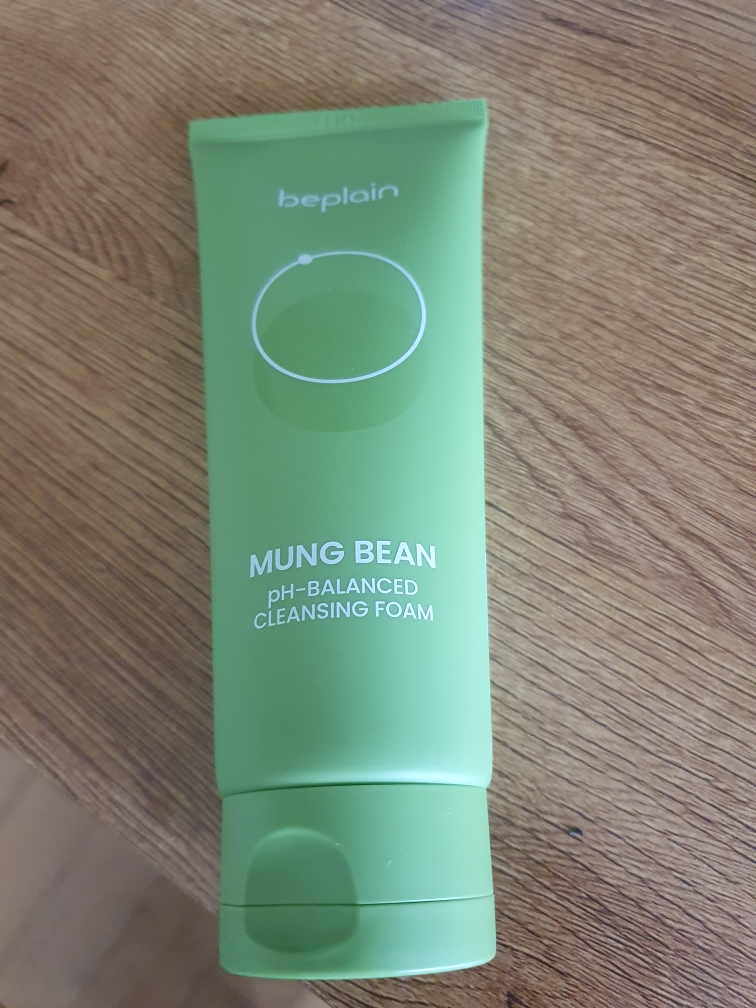 beplain
MUNG BEAN
pH-BALANCED
CLEANSING FOAM